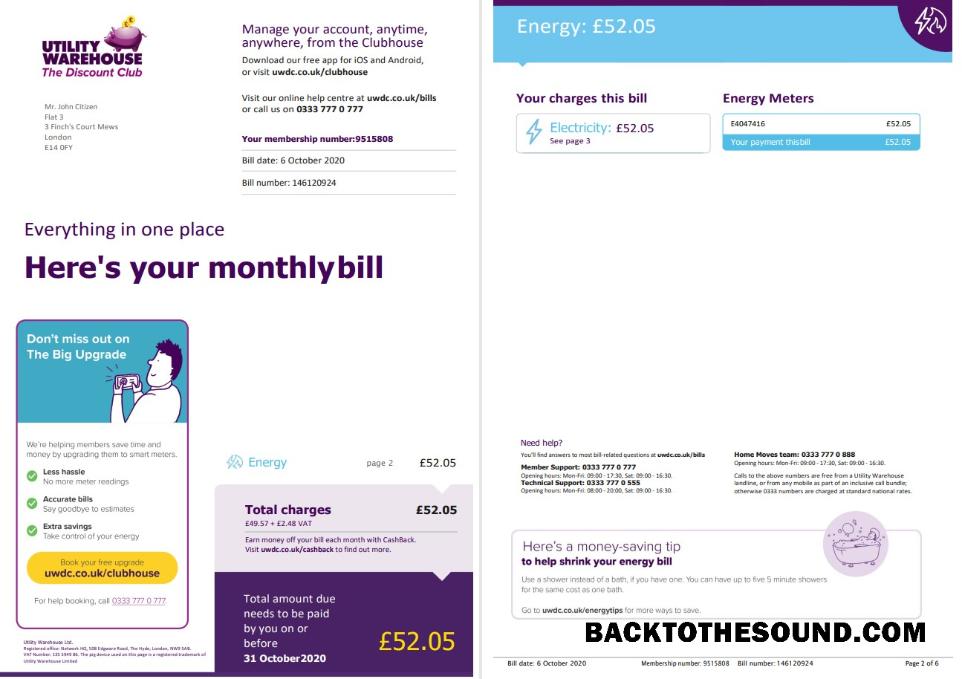 UTILITY
WAREHOUSE
The Discount Club
Mr. John Citizen
Flat 3
3 Finch's Court Mews
London
E14 0FY
Manage your account, anytime,
anywhere, from the Clubhouse
Download our free app for iOS and Android,
or visit uwdc.co.uk/clubhouse
Visit our online help centre at uwdc.co.uk/bills
or call us on 0333 777 0 777
Your membership number:9515808
Bill date: 6 October 2020
Bill number: 146120924
Everything in one place
Here's your monthlybill
Don't miss out on
The Big Upgrade
We're helping members save time and
money by upgrading them to smart meters.
Less hassle
No more meter readings
Accurate bills
Say goodbye to estimates
Extra savings
Take control of your energy
Book your free upgrade
uwdc.co.uk/clubhouse
For help booking, call 0333 777 0 777
Energy page 2 £52.05
Total charges £52.05
£49.57 + £2.48 VAT
Earn money off your bill each month with CashBack.
Visit uwdc.co.uk/cashback to find out more.
Total amount due
needs to be paid
by you on or
before
31 October2020
£52.05
Utility Warehouse Ltd.
Registered office: Network HQ, 508 Edgware Road, The Hyde, London, NW9 5AB.
VAT Number: 135 1949 96. The pig device used on this page is a registered trademark of
Utility Warehouse Limited
Energy: £52.05
Your charges this bill
Electricity: £52.05
See page 3
Energy Meters
E4047416 £52.05
Your payment thisbill £52.05
Need help?
You'll find answers to most bill-related questions at uwdc.co.uk/bills
Member Support: 0333 777 0 777
Opening hours: Mon-Fri: 09:00 - 17:30, Sat: 09:00 - 16:30.
Technical Support: 0333 777 0 555
Opening hours: Mon-Fri: 08:00 - 20:00, Sat: 09:00 - 16:30.
Home Moves team: 0333 777 0 888
Opening hours: Mon-Fri: 09:00 - 17:30, Sat: 09:00 - 16:30.
Calls to the above numbers are free from a Utility Warehouse
landline, or from any mobile as part of an inclusive call bundle;
otherwise 0333 numbers are charged at standard national rates.
Here's a money-saving tip
to help shrink your energy bill
Use a shower instead of a bath, if you have one. You can have up to five 5 minute showers
for the same cost as one bath.
Go to uwdc.co.uk/energytips for more ways to save.
BACKTOTHESOUND.COM
Bill date: 6 October 2020 Membership number: 9515808 Bill number: 146120924 Page 2 of 6